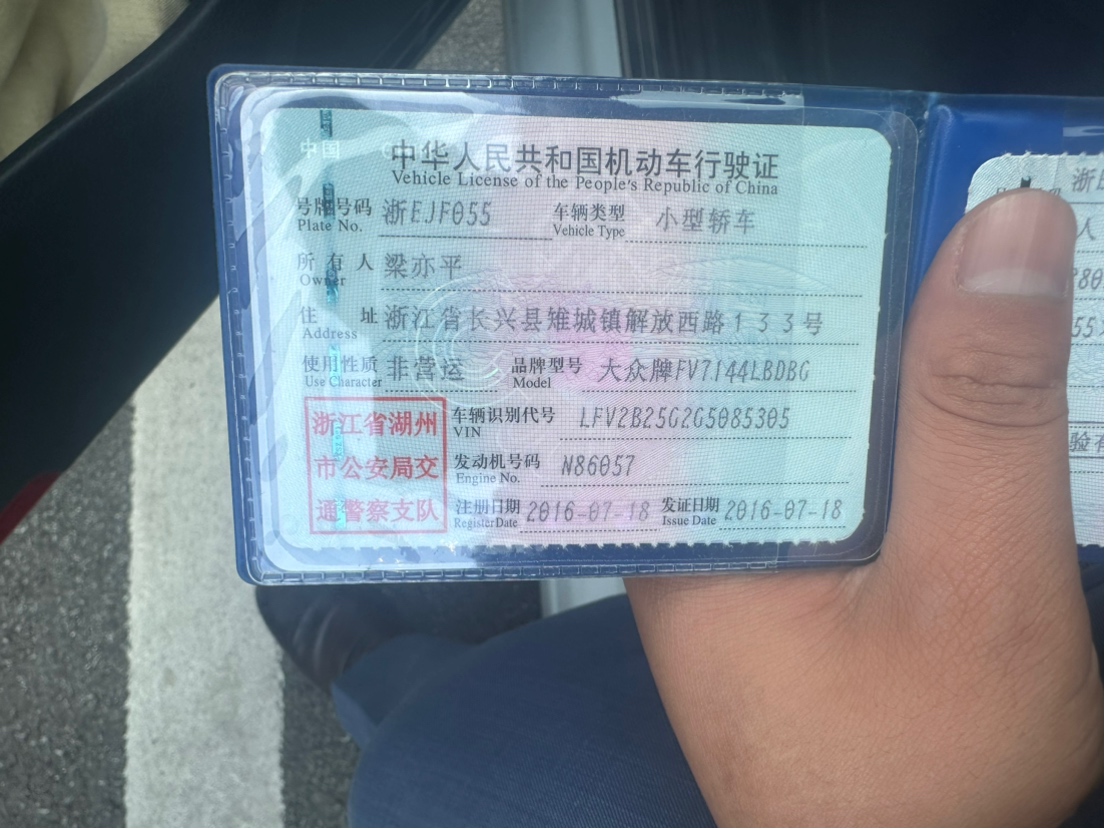 中国
中华人民共和国机动车行驶证
Vehicle License of the People's Republic of China
号牌号码 浙EJF055 车辆类型 小型轿车
Plate No. Vehicle Type
所有人 梁亦平
Owner
住址 浙江省长兴县雉城镇解放西路133号
Address
使用性质 非营运 品牌型号 大众牌FV7144LBDBG
Use Character Model
浙江省湖州
市公安局交
通警察支队
车辆识别代号 LFV2B25G2G5085305
VIN
发动机号码 N86057
Engine No.
注册日期 2016-07-18 发证日期 2016-07-18
Register Date Issue Date
浙E
人